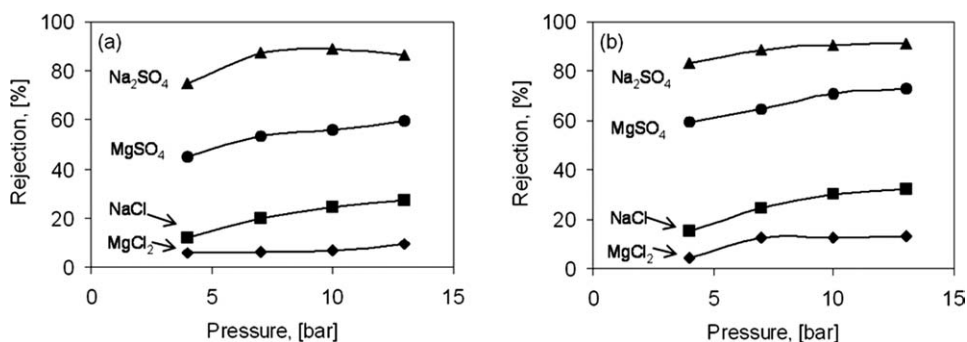 (a)
100
80
60
40
20
0
Rejection, [%]
Na₂SO₄
MgSO₄
NaCl
MgCl₂
0
5
10
15
Pressure, [bar]
(b)
100
80
60
40
20
0
Rejection, [%]
Na₂SO₄
MgSO₄
NaCl
MgCl₂
0
5
10
15
Pressure, [bar]